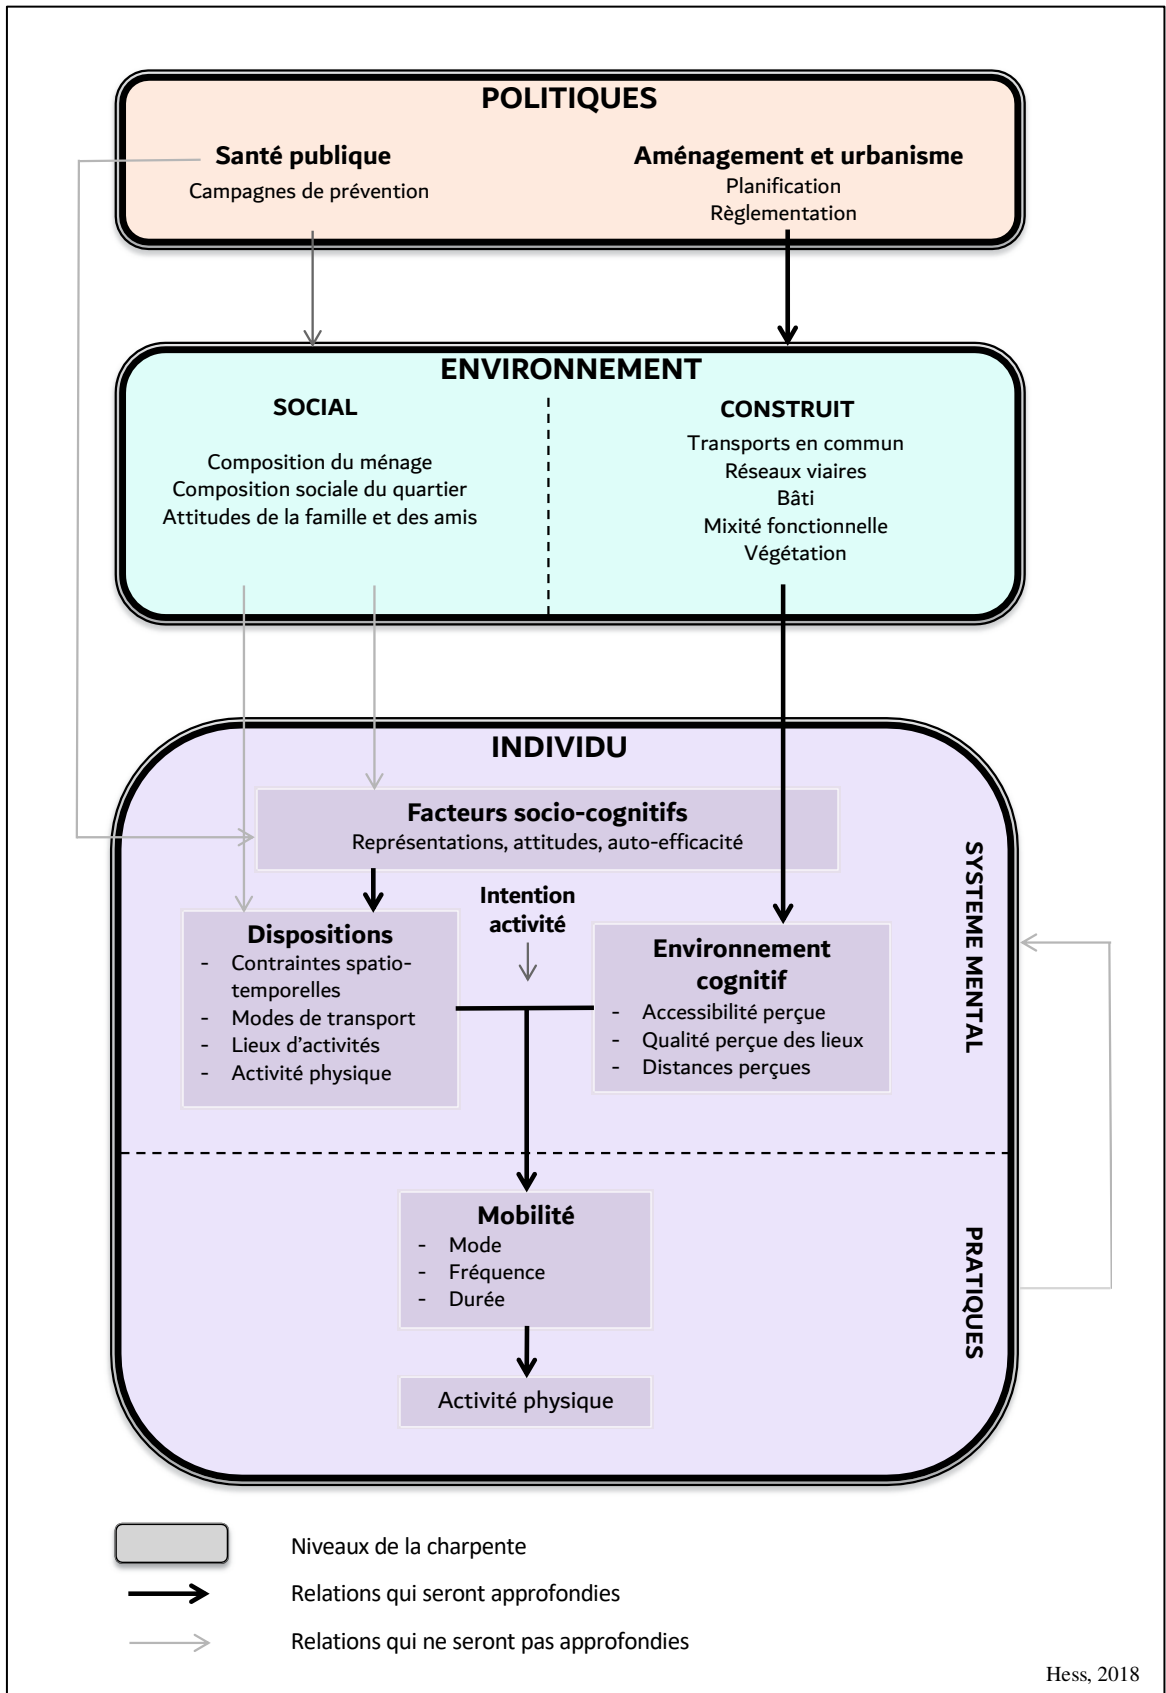 POLITIQUES
Santé publique
Campagnes de prévention
Aménagement et urbanisme
Planification
Règlementation
ENVIRONNEMENT
SOCIAL
Composition du ménage
Composition sociale du quartier
Attitudes de la famille et des amis
CONSTRUIT
Transports en commun
Réseaux viaires
Bâti
Mixité fonctionnelle
Végétation
INDIVIDU
Facteurs socio-cognitifs
Représentations, attitudes, auto-efficacité
Intention
activité
Dispositions
- Contraintes spatio-
temporelles
- Modes de transport
- Lieux d'activités
- Activité physique
Environnement
cognitif
- Accessibilité perçue
- Qualité perçue des lieux
- Distances perçues
SYSTEME MENTAL
Mobilité
- Mode
- Fréquence
- Durée
Activité physique
PRATIQUES
Niveaux de la charpente
Relations qui seront approfondies
Relations qui ne seront pas approfondies
Hess, 2018